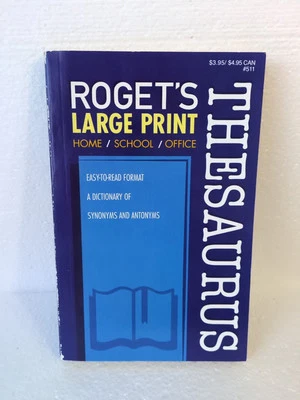 $3.95/ $4.95 CAN
#511
ROGET'S
LARGE PRINT
HOME / SCHOOL / OFFICE
THESAURUS
EASY-TO-READ FORMAT
A DICTIONARY OF
SYNONYMS AND ANTONYMS